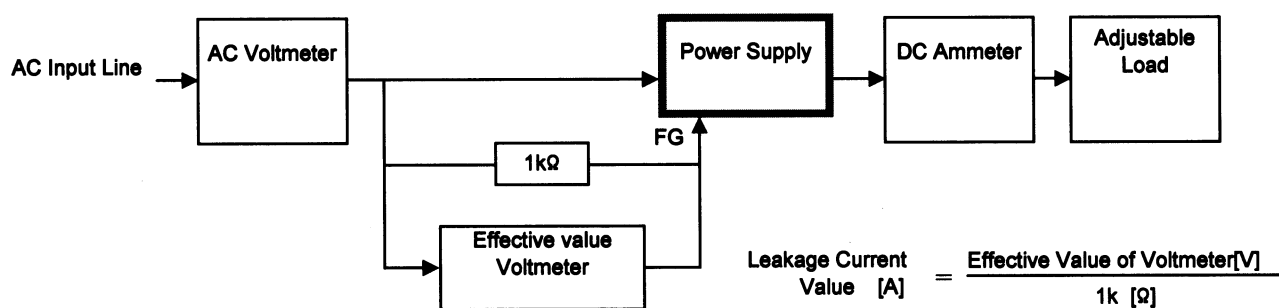 AC Input Line
AC Voltmeter
Power Supply
DC Ammeter
Adjustable
Load
FG
1kΩ
Effective value
Voltmeter
Leakage Current
Value [A]
=
Effective Value of Voltmeter[V]
1k [Ω]